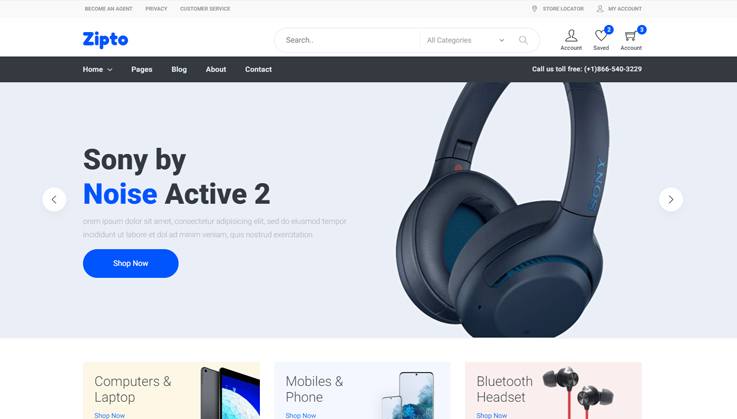 BECOME AN AGENT PRIVACY CUSTOMER SERVICE STORE LOCATOR MY ACCOUNT
Zipto Search.. All Categories 2 3
Account Saved Account
Home Pages Blog About Contact Call us toll free: (+1)866-540-3229
Sony by
Noise Active 2
orem ipsum dolor sit amet, consectetur adipisicing elit, sed do eiusmod tempor
incididunt ut labore et dol ad minim veniam, quis nostrud exercitation
Shop Now
SONY
Computers &
Laptop
Shop Now
Mobiles &
Phone
Shop Now
Bluetooth
Headset
Shop Now